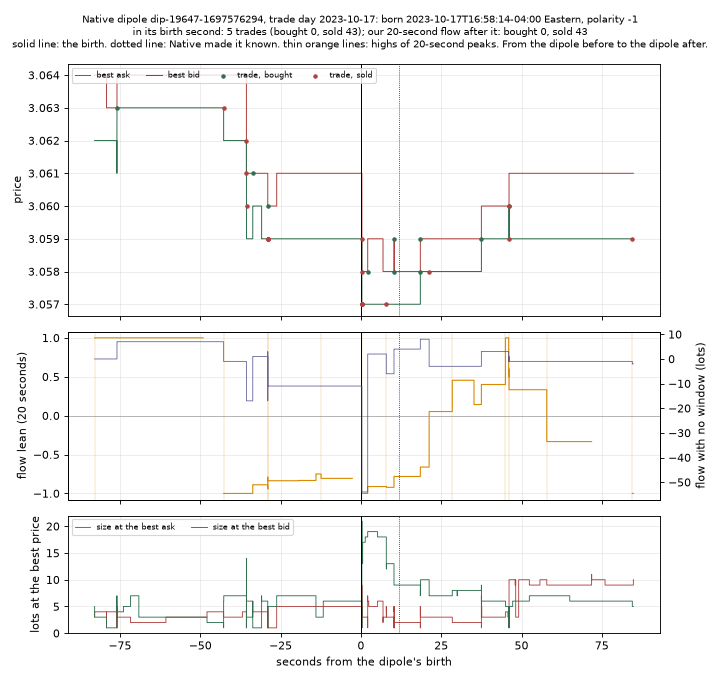 Native dipole dip-19647-1697576294, trade day 2023-10-17: born 2023-10-17T16:58:14-04:00 Eastern, polarity -1
in its birth second: 5 trades (bought 0, sold 43); our 20-second flow after it: bought 0, sold 43
solid line: the birth. dotted line: Native made it known. thin orange lines: highs of 20-second peaks. From the dipole before to the dipole after.
best ask best bid trade, bought trade, sold
3.064
3.063
3.062
3.061
3.060
3.059
3.058
3.057
price
1.0
0.5
0.0
−0.5
−1.0
flow lean (20 seconds)
10
0
−10
−20
−30
−40
−50
flow with no window (lots)
size at the best ask size at the best bid
20
15
10
5
0
lots at the best price
−75 −50 −25 0 25 50 75
seconds from the dipole's birth